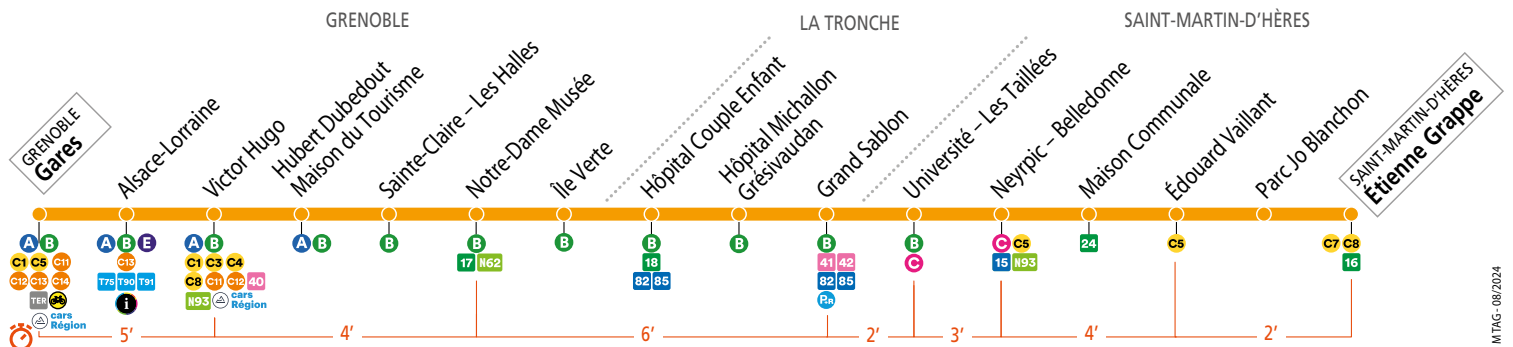 GRENOBLE
LA TRONCHE
SAINT-MARTIN-D'HÈRES
GRENOBLE
Gares
Alsace-Lorraine
Victor Hugo
Hubert Dubedout
Maison du Tourisme
Sainte-Claire – Les Halles
Notre-Dame Musée
Île Verte
Hôpital Couple Enfant
Hôpital Michallon
Grésivaudan
Grand Sablon
Université – Les Taillées
Neyrpic – Belledonne
Maison Communale
Édouard Vaillant
Parc Jo Blanchon
SAINT-MARTIN-D'HÈRES
Étienne Grappe
A B
C1 C5 C11
C12 C13 C14
TER
cars
Région
A B E
C13
T75 T90 T91
i
A B
C1 C3 C4
C8 C11 C12 40
N93 cars
Région
A B
B
B
17 N62
B
B
18
82 85
B
B
41 42
82 85
P+R
B
C
C C5
15 N93
24
C5
C7 C8
16
5' 4' 6' 2' 3' 4' 2'
M TAG - 08/2024